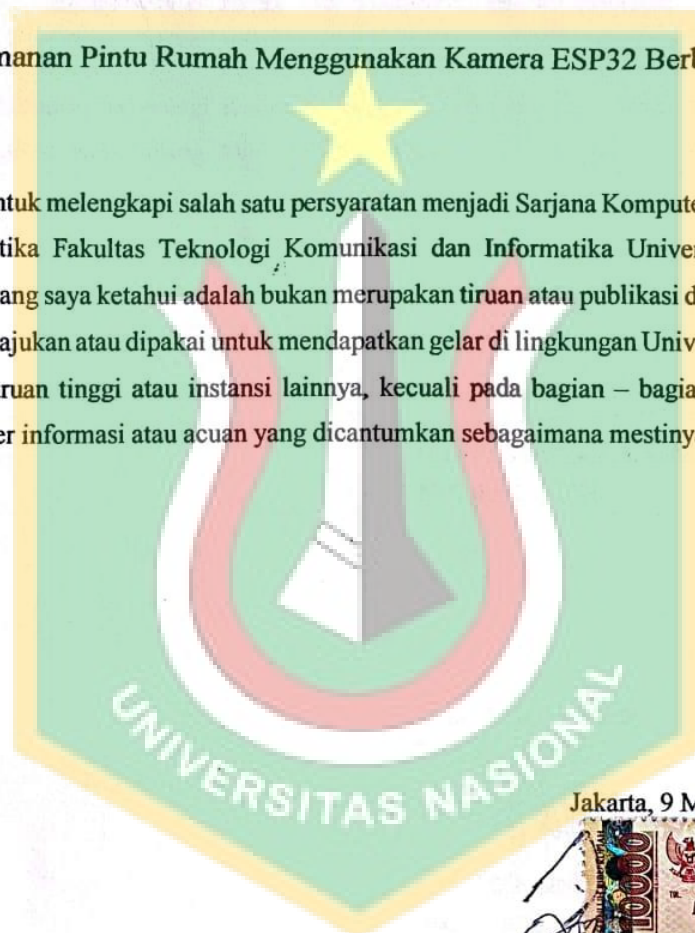 manan Pintu Rumah Menggunakan Kamera ESP32 Ber
ntuk melengkapi salah satu persyaratan menjadi Sarjana Kompute
tika Fakultas Teknologi Komunikasi dan Informatika Univer
ang saya ketahui adalah bukan merupakan tiruan atau publikasi d
ajukan atau dipakai untuk mendapatkan gelar di lingkungan Univ
ruan tinggi atau instansi lainnya, kecuali pada bagian – bagia
er informasi atau acuan yang dicantumkan sebagaimana mestiny
UNIVERSITAS NASIONAL
Jakarta, 9 M
10000